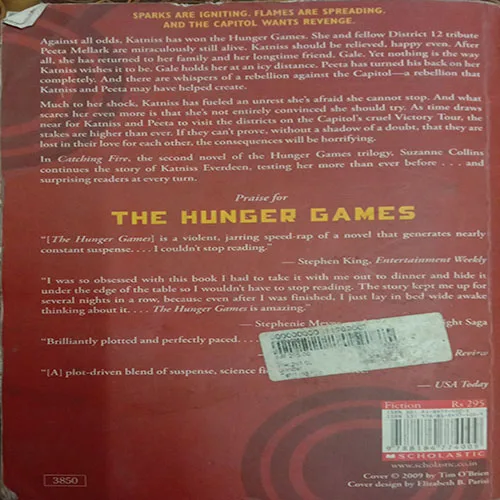 SPARKS ARE IGNITING. FLAMES ARE SPREADING.
AND THE CAPITOL WANTS REVENGE.
Against all odds, Katniss has won the Hunger Games. She and fellow District 12 tribute
Peeta Mellark are miraculously still alive. Katniss should be relieved, happy even. After
all, she has returned to her family and her longtime friend, Gale. Yet nothing is the way
Katniss wishes it to be. Gale holds her at an icy distance. Peeta has turned his back on her
completely. And there are whispers of a rebellion against the Capitol—a rebellion that
Katniss and Peeta may have helped create.
Much to her shock, Katniss has fueled an unrest she's afraid she cannot stop. And what
scares her even more is that she's not entirely convinced she should try. As time draws
near for Katniss and Peeta to visit the districts on the Capitol's cruel Victory Tour, the
stakes are higher than ever. If they can't prove, without a shadow of a doubt, that they are
lost in their love for each other, the consequences will be horrifying.
In Catching Fire, the second novel of the Hunger Games trilogy, Suzanne Collins
continues the story of Katniss Everdeen, testing her more than ever before . . . and
surprising readers at every turn.
Praise for
THE HUNGER GAMES
"[The Hunger Games] is a violent, jarring speed-rap of a novel that generates nearly
constant suspense. . . . I couldn't stop reading."
— Stephen King, Entertainment Weekly
"I was so obsessed with this book I had to take it with me out to dinner and hide it
under the edge of the table so I wouldn't have to stop reading. The story kept me up for
several nights in a row, because even after I was finished, I just lay in bed wide awake
thinking about it. . . . The Hunger Games is amazing."
— Stephenie ght Saga
"Brilliantly plotted and perfectly paced. . . .
Review
"[A] plot-driven blend of suspense, science
— USA Today
Fiction Rs 295
SCHOLASTIC
www.scholastic.co.in
3850
Cover © 2009 by Tim O'Brien
Cover design by Elizabeth B. Parisi